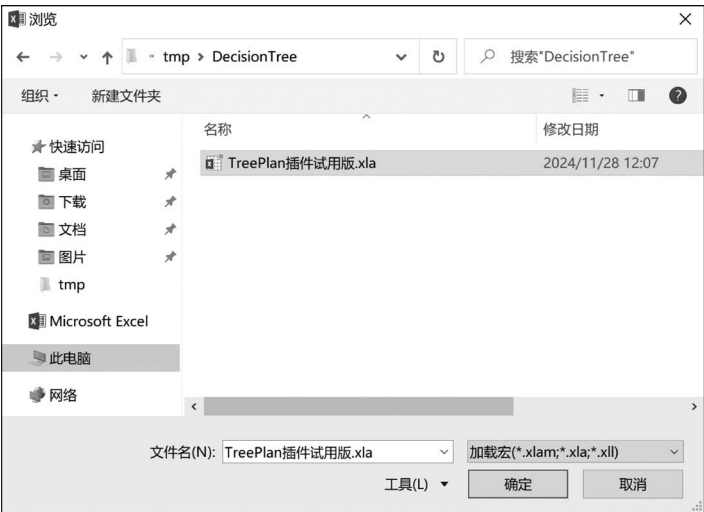 浏览
« tmp › DecisionTree
搜索"DecisionTree"
组织
新建文件夹
名称
修改日期
快速访问
桌面
下载
文档
图片
tmp
Microsoft Excel
此电脑
网络
TreePlan插件试用版.xla
2024/11/28 12:07
文件名(N):
TreePlan插件试用版.xla
加载宏(*.xlam;*.xla;*.xll)
工具(L)
确定
取消